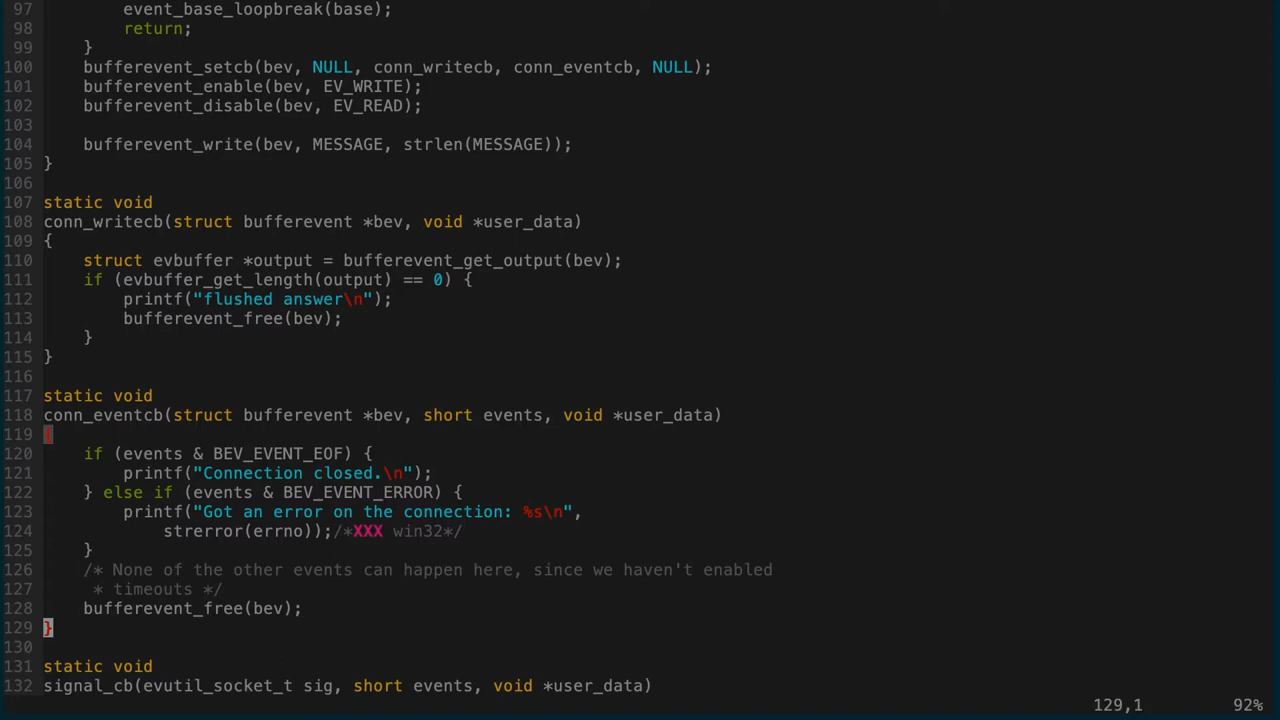 97         event_base_loopbreak(base);
98         return;
99     }
100     bufferevent_setcb(bev, NULL, conn_writecb, conn_eventcb, NULL);
101     bufferevent_enable(bev, EV_WRITE);
102     bufferevent_disable(bev, EV_READ);
103
104     bufferevent_write(bev, MESSAGE, strlen(MESSAGE));
105 }
106
107 static void
108 conn_writecb(struct bufferevent *bev, void *user_data)
109 {
110     struct evbuffer *output = bufferevent_get_output(bev);
111     if (evbuffer_get_length(output) == 0) {
112         printf("flushed answer\n");
113         bufferevent_free(bev);
114     }
115 }
116
117 static void
118 conn_eventcb(struct bufferevent *bev, short events, void *user_data)
119 {
120     if (events & BEV_EVENT_EOF) {
121         printf("Connection closed.\n");
122     } else if (events & BEV_EVENT_ERROR) {
123         printf("Got an error on the connection: %s\n",
124             strerror(errno));/*XXX win32*/
125     }
126     /* None of the other events can happen here, since we haven't enabled
127      * timeouts */
128     bufferevent_free(bev);
129 }
130
131 static void
132 signal_cb(evutil_socket_t sig, short events, void *user_data)
129,1 92%